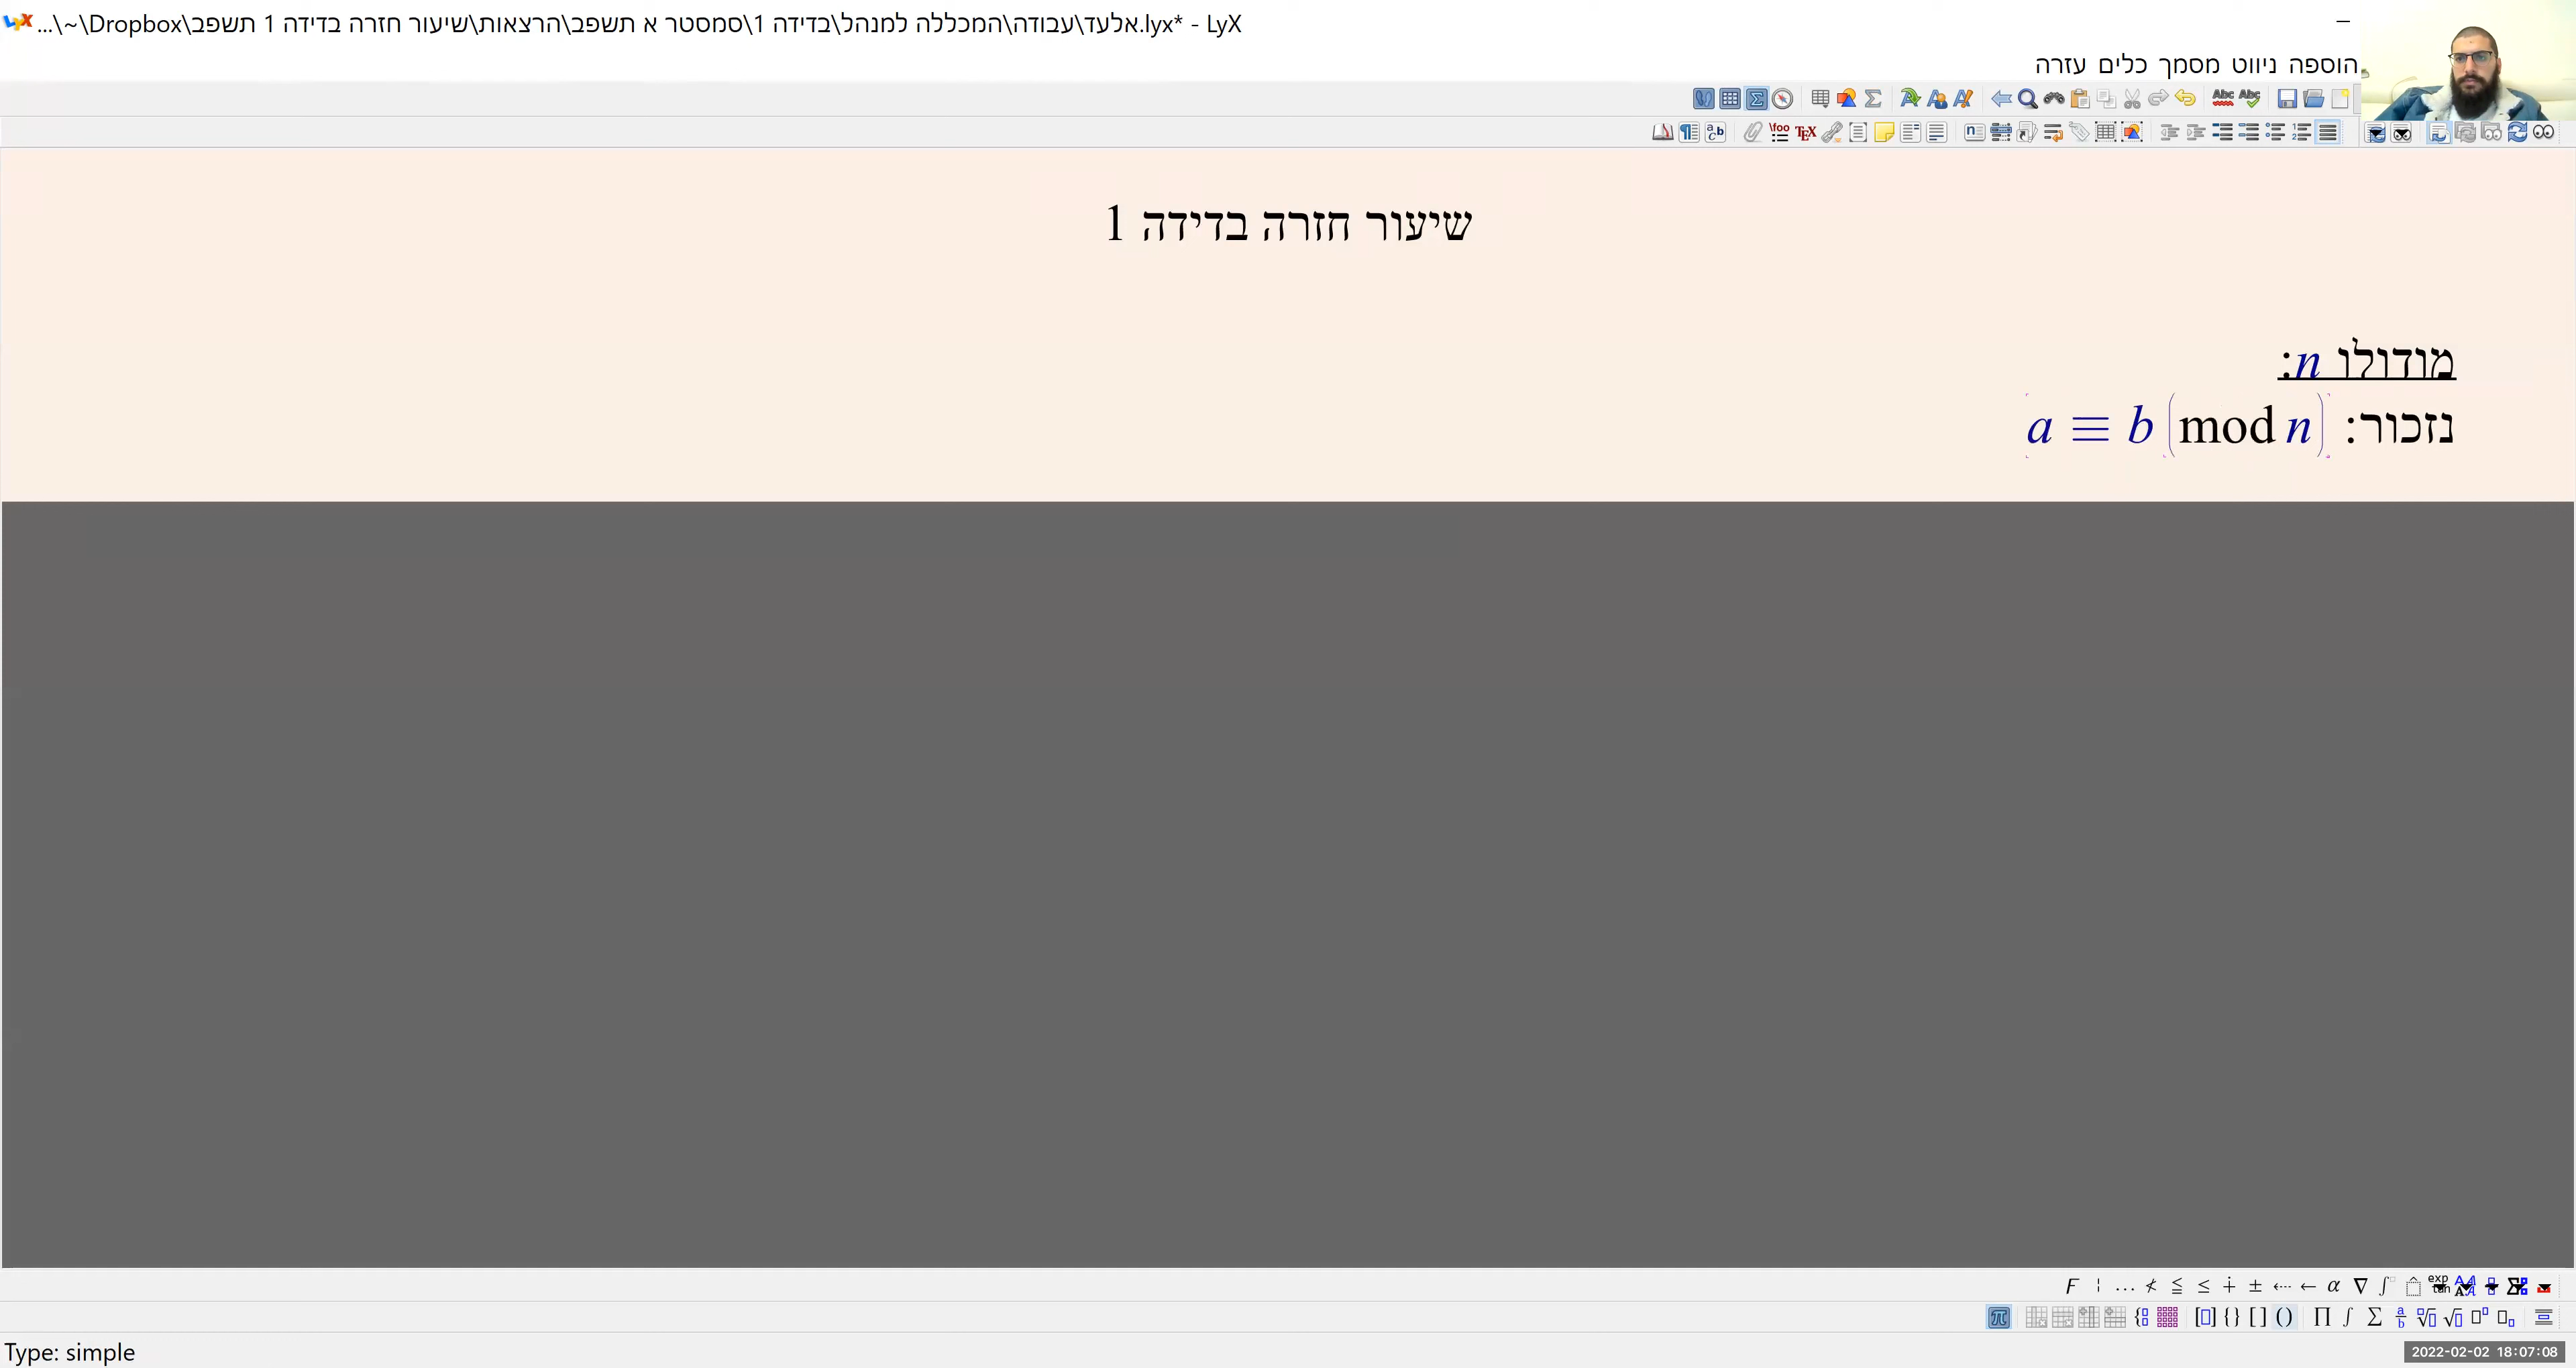 ...\~\Dropbox\אלעד\עבודה\המכללה למנהל\בדידה 1\סמסטר א תשפב\הרצאות\שיעור חזרה בדידה 1 תשפב.lyx* - LyX
הוספה ניווט מסמך כלים עזרה
שיעור חזרה בדידה 1
מודולו n:
נזכור: a ≡ b (mod n)
Type: simple
2022-02-02 18:07:08